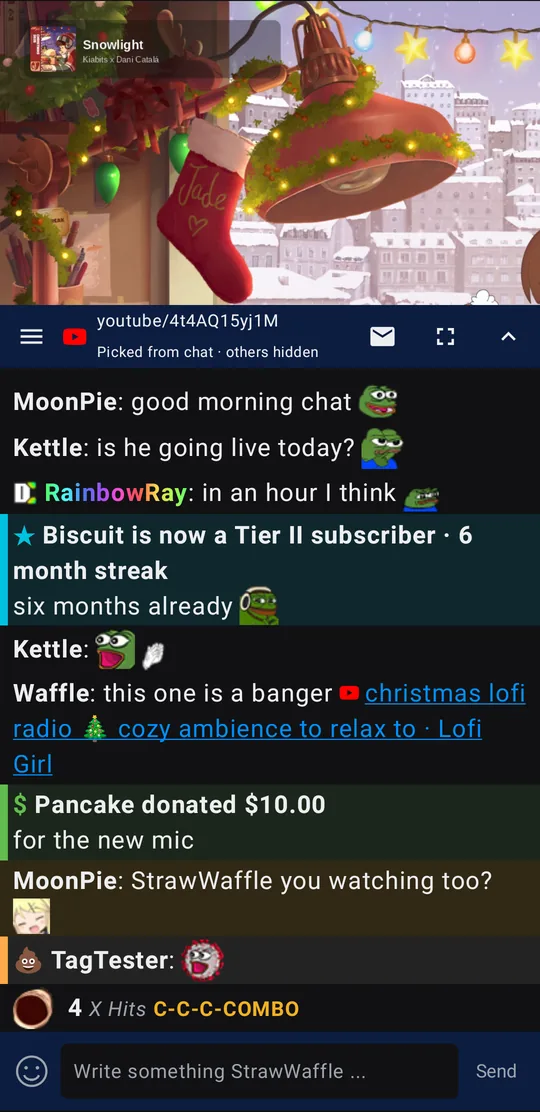 Snowlight
Kiabits x Dani Catalá
Jade
youtube/4t4AQ15yj1M
Picked from chat · others hidden
MoonPie: good morning chat
Kettle: is he going live today?
D RainbowRay: in an hour I think
★ Biscuit is now a Tier II subscriber · 6
month streak
six months already
Kettle:
Waffle: this one is a banger christmas lofi
radio 🎄 cozy ambience to relax to · Lofi
Girl
$ Pancake donated $10.00
for the new mic
MoonPie: StrawWaffle you watching too?
💩 TagTester:
4 X Hits C-C-C-COMBO
Write something StrawWaffle ...
Send